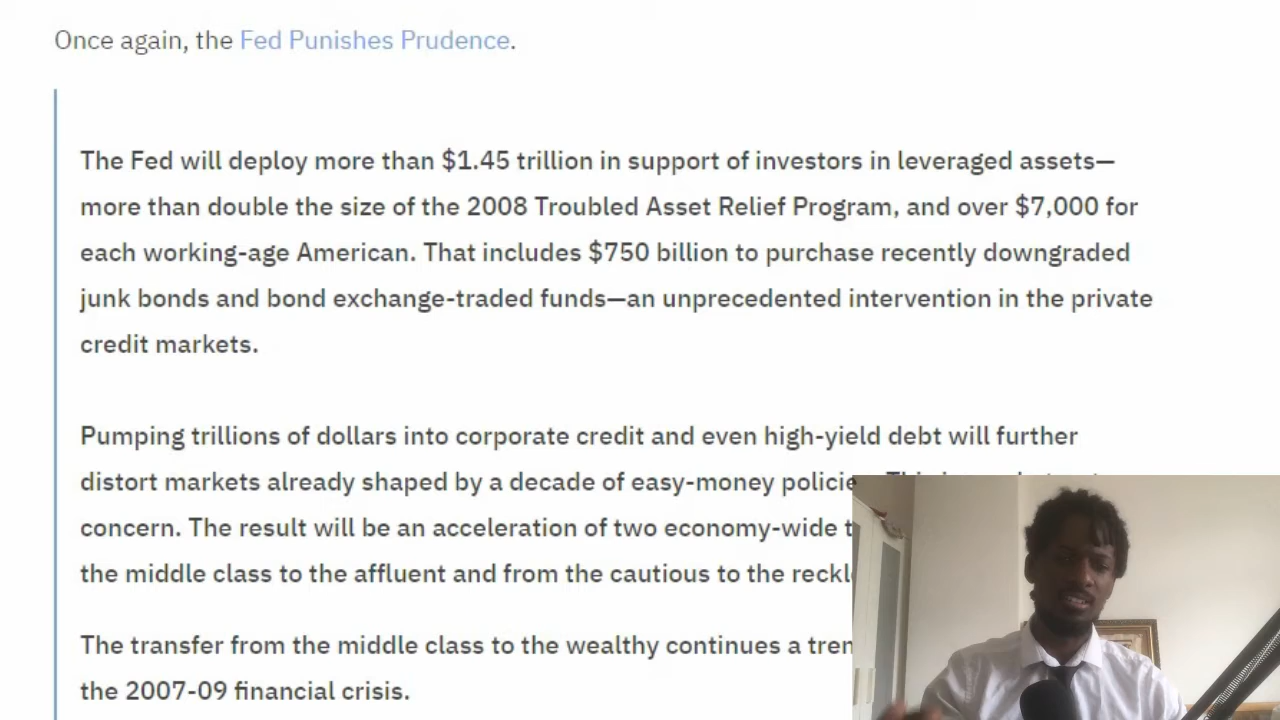 Once again, the Fed Punishes Prudence.
The Fed will deploy more than $1.45 trillion in support of investors in leveraged assets—
more than double the size of the 2008 Troubled Asset Relief Program, and over $7,000 for
each working-age American. That includes $750 billion to purchase recently downgraded
junk bonds and bond exchange-traded funds—an unprecedented intervention in the private
credit markets.
Pumping trillions of dollars into corporate credit and even high-yield debt will further
distort markets already shaped by a decade of easy-money
concern. The result will be an acceleration of two economy-wide
the middle class to the affluent and from the cautious to the
The transfer from the middle class to the wealthy continues a
the 2007-09 financial crisis.